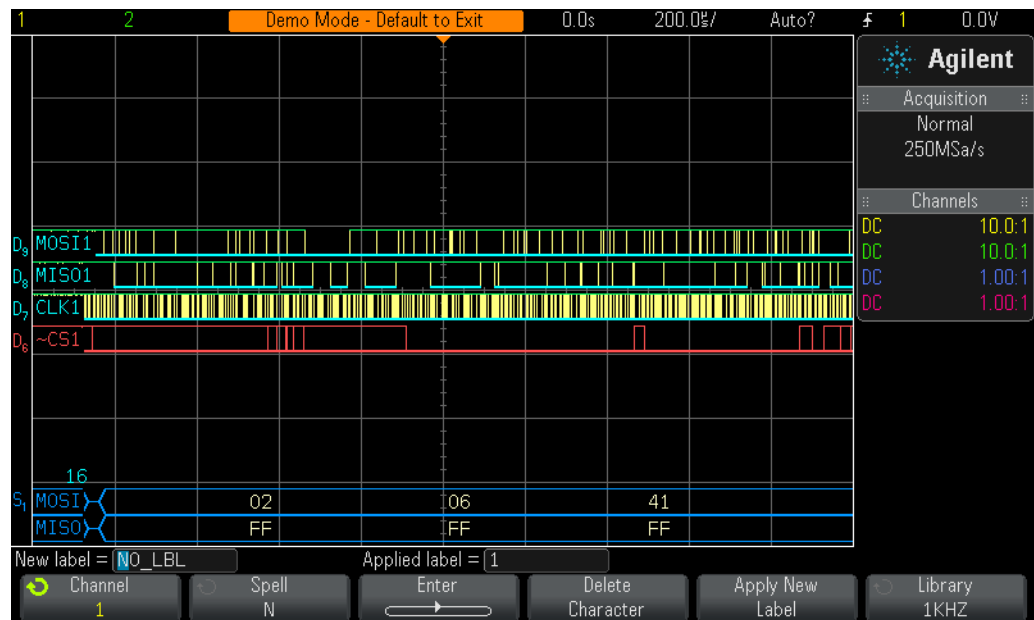 1 2 Demo Mode - Default to Exit 0.0s 200.0㎲/ Auto? 1 0.0V
Agilent
Acquisition
Normal
250MSa/s
Channels
DC 10.0:1
DC 10.0:1
DC 1.00:1
DC 1.00:1
D9 MOSI1
D8 MISO1
D7 CLK1
D6 ~CS1
16
S1 MOSI 02 06 41
MISO FF FF FF
New label = NO_LBL Applied label = 1
Channel Spell Enter Delete Apply New Library
1 N Character Label 1KHZ